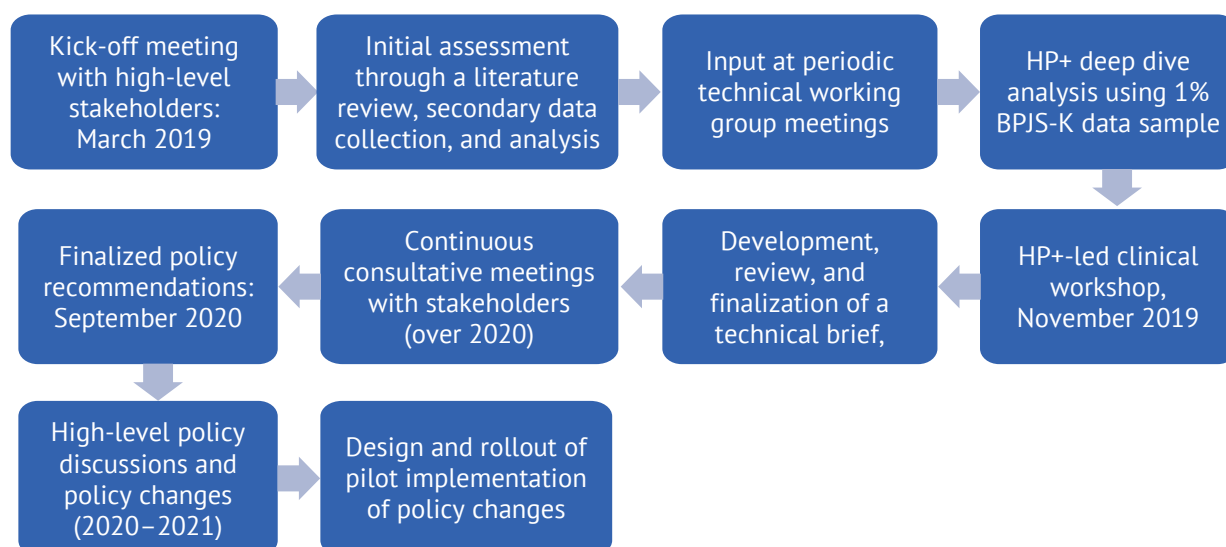 Kick-off meeting
with high-level
stakeholders:
March 2019
Initial assessment
through a literature
review, secondary data
collection, and analysis
Input at periodic
technical working
group meetings
HP+ deep dive
analysis using 1%
BPJS-K data sample
HP+-led clinical
workshop,
November 2019
Development,
review, and
finalization of a
technical brief,
Continuous
consultative meetings
with stakeholders
(over 2020)
Finalized policy
recommendations:
September 2020
High-level policy
discussions and
policy changes
(2020–2021)
Design and rollout of
pilot implementation
of policy changes